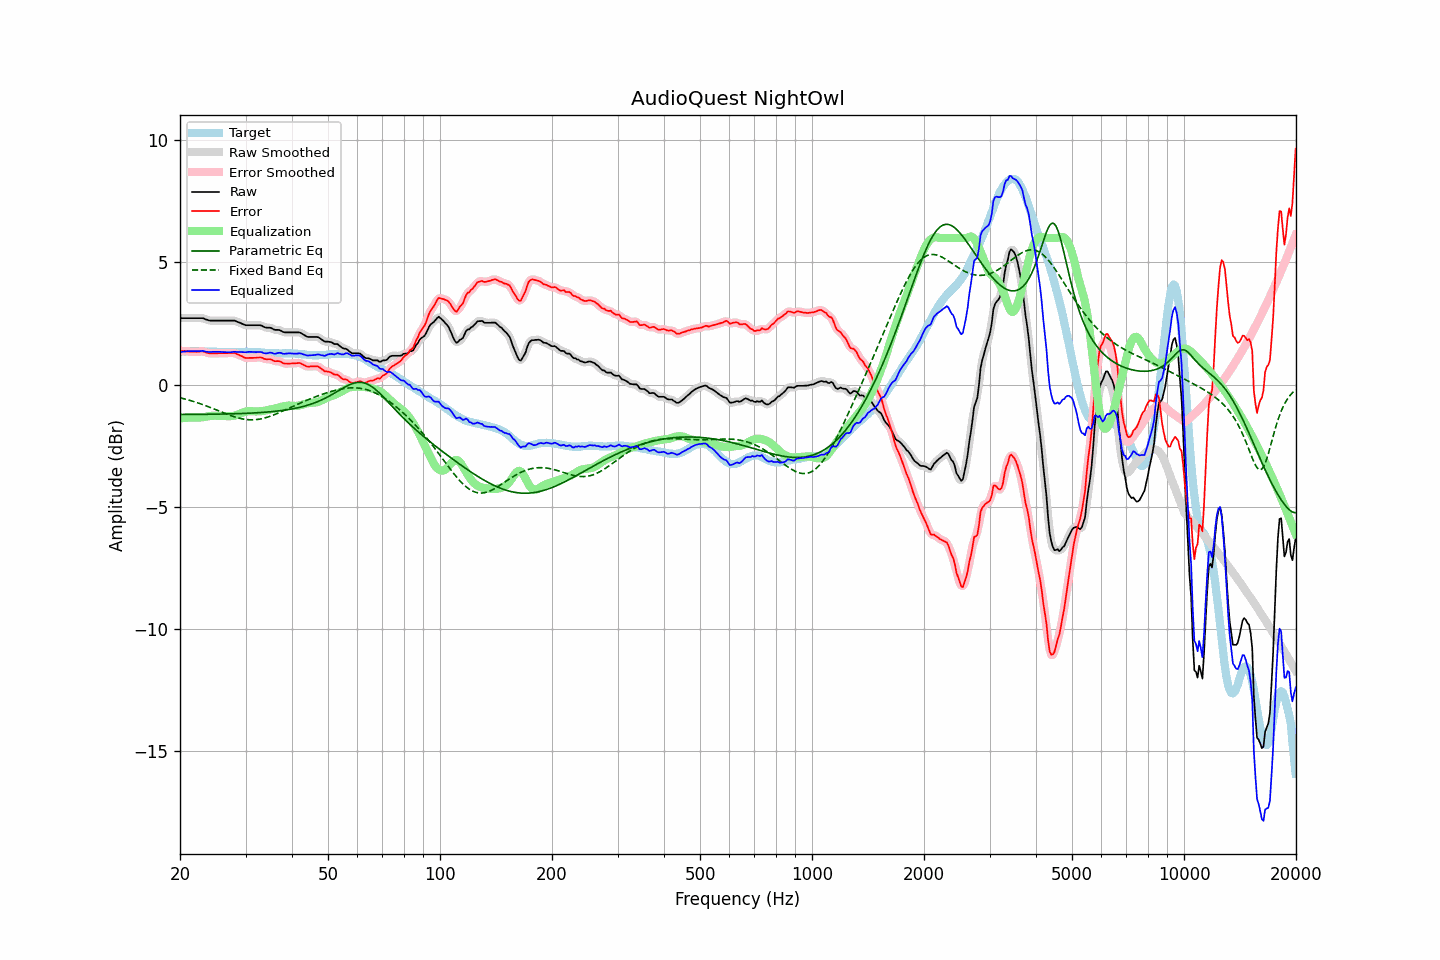 AudioQuest NightOwl
Target
Raw Smoothed
Error Smoothed
Raw
Error
Equalization
Parametric Eq
Fixed Band Eq
Equalized
10
5
0
−5
−10
−15
Amplitude (dBr)
20 50 100 200 500 1000 2000 5000 10000 20000
Frequency (Hz)